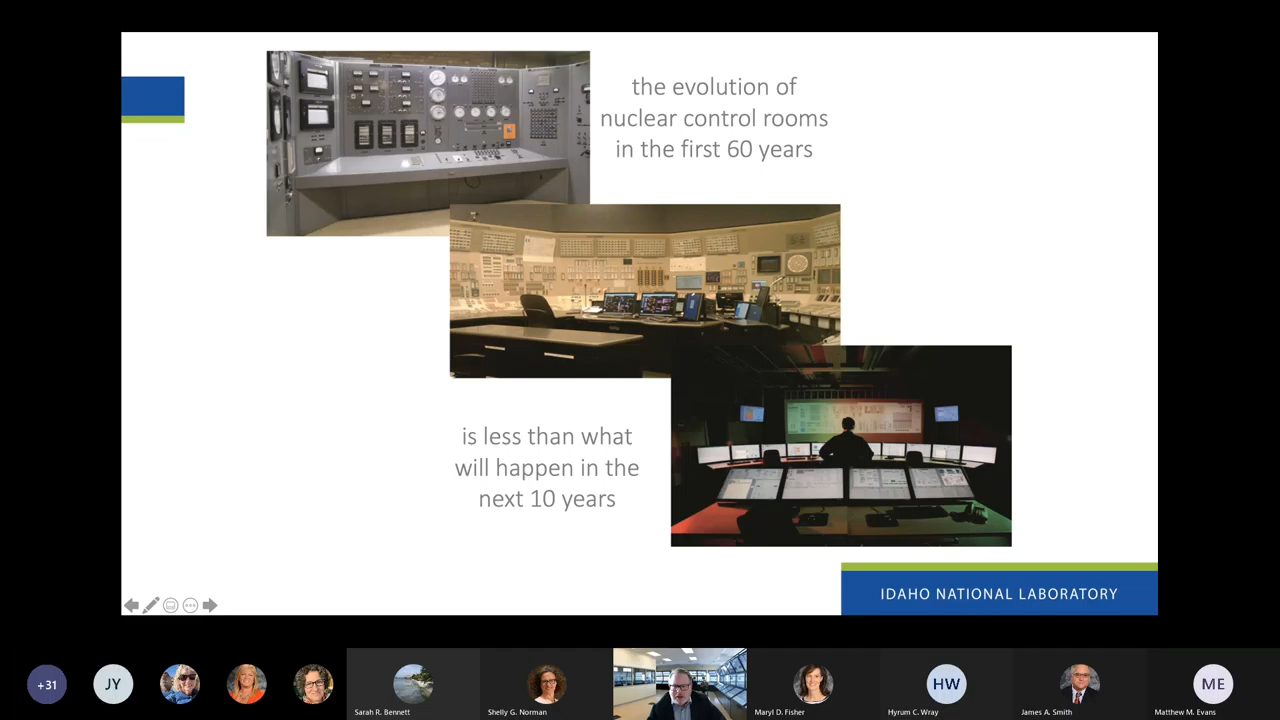 the evolution of
nuclear control rooms
in the first 60 years
is less than what
will happen in the
next 10 years
IDAHO NATIONAL LABORATORY
+31
JY
HW
ME
Sarah R. Bennett
Shelly G. Norman
Maryl D. Fisher
Hyrum C. Wray
James A. Smith
Matthew M. Evans